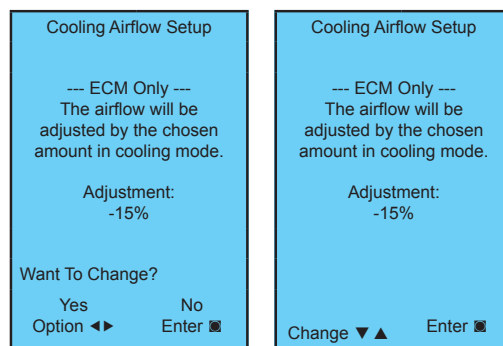 Cooling Airflow Setup
--- ECM Only ---
The airflow will be
adjusted by the chosen
amount in cooling mode.
Adjustment:
-15%
Want To Change?
Yes No
Option ◀▶ Enter ◙
Cooling Airflow Setup
--- ECM Only ---
The airflow will be
adjusted by the chosen
amount in cooling mode.
Adjustment:
-15%
Change ▼▲ Enter ◙